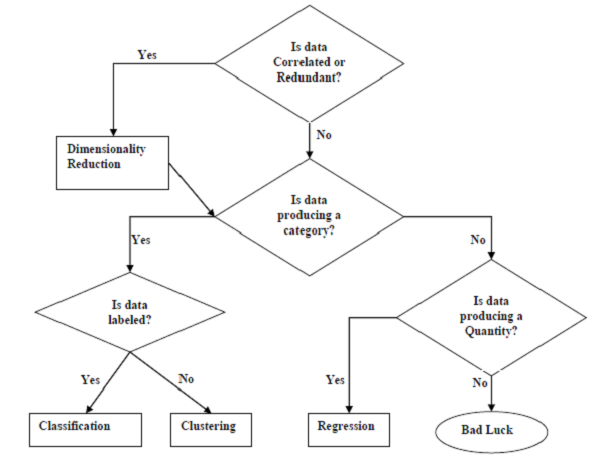 Is data
Correlated or
Redundant?
Yes
No
Dimensionality
Reduction
Is data
producing a
category?
Yes
No
Is data
labeled?
Is data
producing a
Quantity?
Yes
No
Yes
No
Classification
Clustering
Regression
Bad Luck